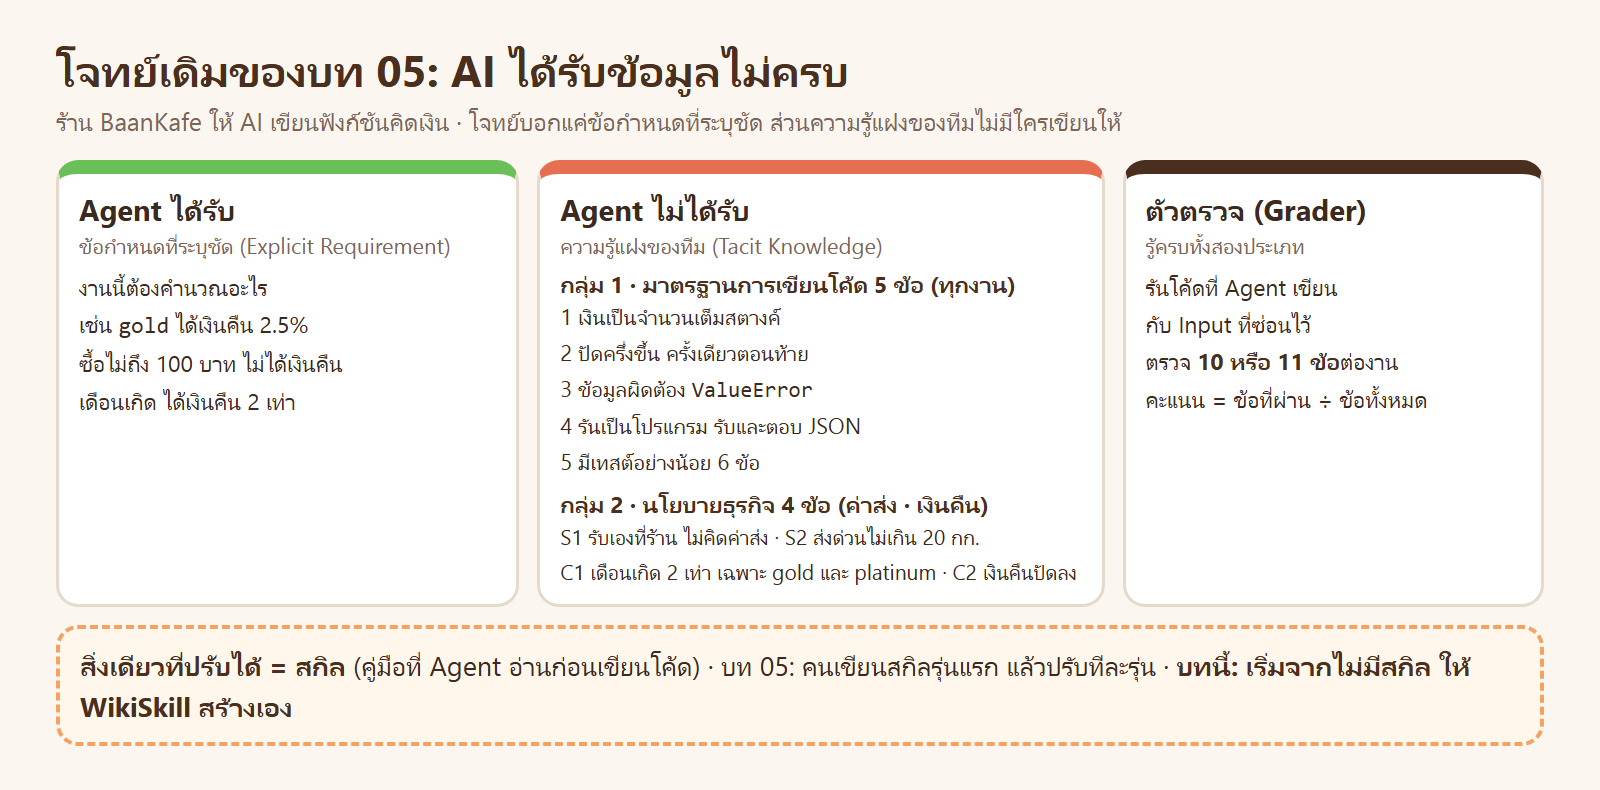 โจทย์เดิมของบท 05: AI ได้รับข้อมูลไม่ครบ
ร้าน BaanKafe ให้ AI เขียนฟังก์ชันคิดเงิน · โจทย์บอกแค่ข้อกำหนดที่ระบุชัด ส่วนความรู้แฝงของทีมไม่มีใครเขียนให้
Agent ได้รับ
ข้อกำหนดที่ระบุชัด (Explicit Requirement)
งานนี้ต้องคำนวณอะไร
เช่น gold ได้เงินคืน 2.5%
ซื้อไม่ถึง 100 บาท ไม่ได้เงินคืน
เดือนเกิด ได้เงินคืน 2 เท่า
Agent ไม่ได้รับ
ความรู้แฝงของทีม (Tacit Knowledge)
กลุ่ม 1 · มาตรฐานการเขียนโค้ด 5 ข้อ (ทุกงาน)
1 เงินเป็นจำนวนเต็มสตางค์
2 ปัดครึ่งขึ้น ครั้งเดียวตอนท้าย
3 ข้อมูลผิดต้อง ValueError
4 รันเป็นโปรแกรม รับและตอบ JSON
5 มีเทสต์อย่างน้อย 6 ข้อ
กลุ่ม 2 · นโยบายธุรกิจ 4 ข้อ (ค่าส่ง · เงินคืน)
S1 รับเองที่ร้าน ไม่คิดค่าส่ง · S2 ส่งด่วนไม่เกิน 20 กก.
C1 เดือนเกิด 2 เท่า เฉพาะ gold และ platinum · C2 เงินคืนปัดลง
ตัวตรวจ (Grader)
รู้ครบทั้งสองประเภท
รันโค้ดที่ Agent เขียน
กับ Input ที่ซ่อนไว้
ตรวจ 10 หรือ 11 ข้อต่องาน
คะแนน = ข้อที่ผ่าน ÷ ข้อทั้งหมด
สิ่งเดียวที่ปรับได้ = สกิล (คู่มือที่ Agent อ่านก่อนเขียนโค้ด) · บท 05: คนเขียนสกิลรุ่นแรก แล้วปรับทีละรุ่น · บทนี้: เริ่มจากไม่มีสกิล ให้
WikiSkill สร้างเอง